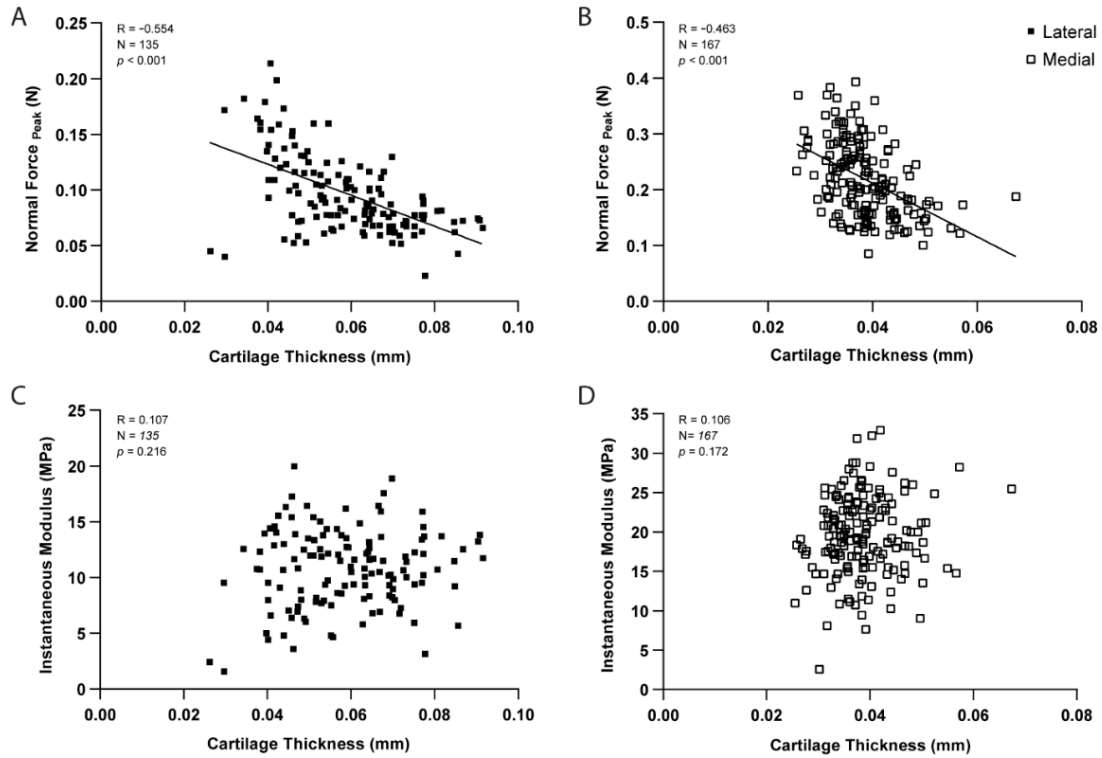 A
R = −0.554
N = 135
p < 0.001
0.25
0.20
0.15
0.10
0.05
0.00
Normal Force Peak (N)
0.00 0.02 0.04 0.06 0.08 0.10
Cartilage Thickness (mm)
B
R = −0.463
N = 167
p < 0.001
Lateral
Medial
0.5
0.4
0.3
0.2
0.1
0.0
Normal Force Peak (N)
0.00 0.02 0.04 0.06 0.08
Cartilage Thickness (mm)
C
R = 0.107
N = 135
p = 0.216
25
20
15
10
5
0
Instantaneous Modulus (MPa)
0.00 0.02 0.04 0.06 0.08 0.10
Cartilage Thickness (mm)
D
R = 0.106
N= 167
p = 0.172
35
30
25
20
15
10
5
0
Instantaneous Modulus (MPa)
0.00 0.02 0.04 0.06 0.08
Cartilage Thickness (mm)